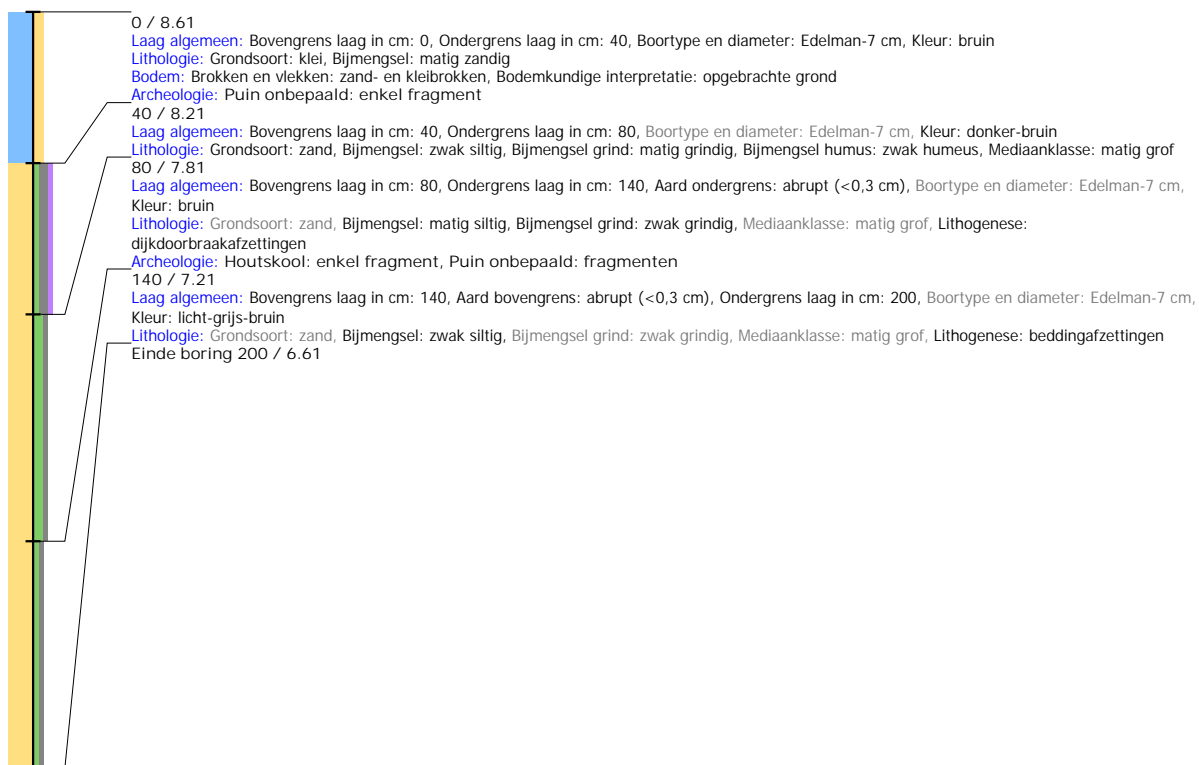 0 / 8.61
Laag algemeen: Bovengrens laag in cm: 0, Ondergrens laag in cm: 40, Boortype en diameter: Edelman-7 cm, Kleur: bruin
Lithologie: Grondsoort: klei, Bijmengsel: matig zandig
Bodem: Brokken en vlekken: zand- en kleibrokken, Bodemkundige interpretatie: opgebrachte grond
Archeologie: Puin onbepaald: enkel fragment
40 / 8.21
Laag algemeen: Bovengrens laag in cm: 40, Ondergrens laag in cm: 80, Boortype en diameter: Edelman-7 cm, Kleur: donker-bruin
Lithologie: Grondsoort: zand, Bijmengsel: zwak siltig, Bijmengsel grind: matig grindig, Bijmengsel humus: zwak humeus, Mediaanklasse: matig grof
80 / 7.81
Laag algemeen: Bovengrens laag in cm: 80, Ondergrens laag in cm: 140, Aard ondergrens: abrupt (<0,3 cm), Boortype en diameter: Edelman-7 cm,
Kleur: bruin
Lithologie: Grondsoort: zand, Bijmengsel: matig siltig, Bijmengsel grind: zwak grindig, Mediaanklasse: matig grof, Lithogenese:
dijkdoorbraakafzettingen
Archeologie: Houtskool: enkel fragment, Puin onbepaald: fragmenten
140 / 7.21
Laag algemeen: Bovengrens laag in cm: 140, Aard bovengrens: abrupt (<0,3 cm), Ondergrens laag in cm: 200, Boortype en diameter: Edelman-7 cm,
Kleur: licht-grijs-bruin
Lithologie: Grondsoort: zand, Bijmengsel: zwak siltig, Bijmengsel grind: zwak grindig, Mediaanklasse: matig grof, Lithogenese: beddingafzettingen
Einde boring 200 / 6.61